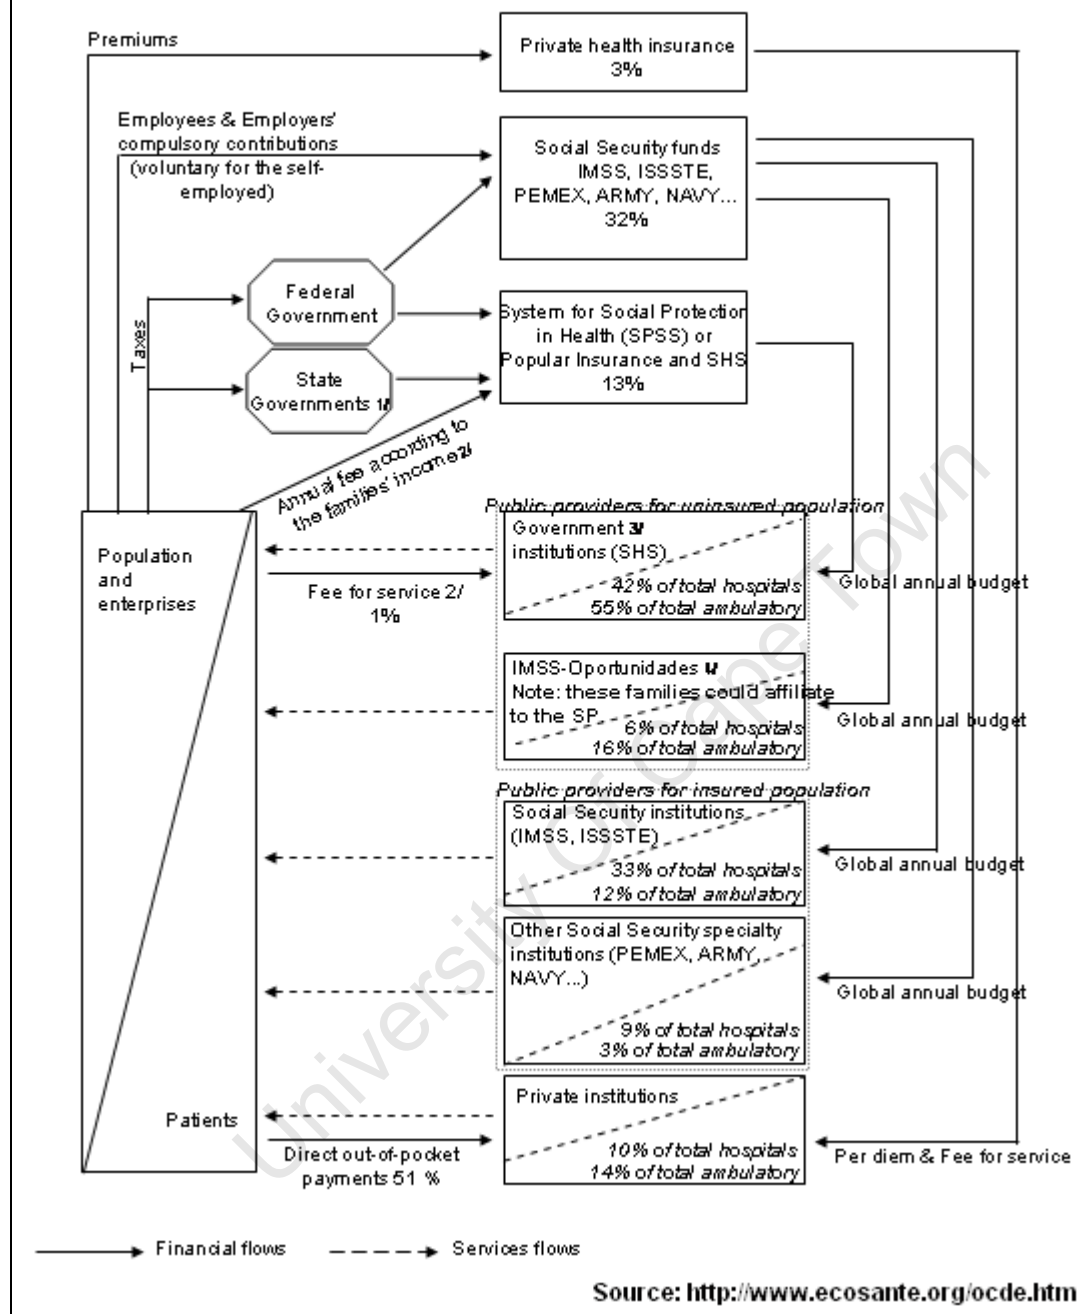 Premiums
Private health insurance
3%
Employees & Employers'
compulsory contributions
(voluntary for the self-
employed)
Social Security funds
IMSS, ISSSTE,
PEMEX, ARMY, NAVY...
32%
Federal
Government
Taxes
State
Governments 1/
System for Social Protection
in Health (SPSS) or
Popular Insurance and SHS
13%
Annual fee according to
the families' income 2/
Public providers for uninsured population
Population
and
enterprises
Government 3/
institutions (SHS)
42% of total hospitals
55% of total ambulatory
Fee for service 2/
1%
Global annual budget
IMSS-Oportunidades
Note: these families could affiliate
to the SP
6% of total hospitals
16% of total ambulatory
Global annual budget
Public providers for insured population
Social Security institutions
(IMSS, ISSSTE)
33% of total hospitals
12% of total ambulatory
Global annual budget
Other Social Security specialty
institutions (PEMEX, ARMY,
NAVY...)
9% of total hospitals
3% of total ambulatory
Global annual budget
Patients
Private institutions
10% of total hospitals
14% of total ambulatory
Direct out-of-pocket
payments 51 %
Per diem & Fee for service
Financial flows
Services flows
Source: http://www.ecosante.org/ocde.htm
University Of Cape Town